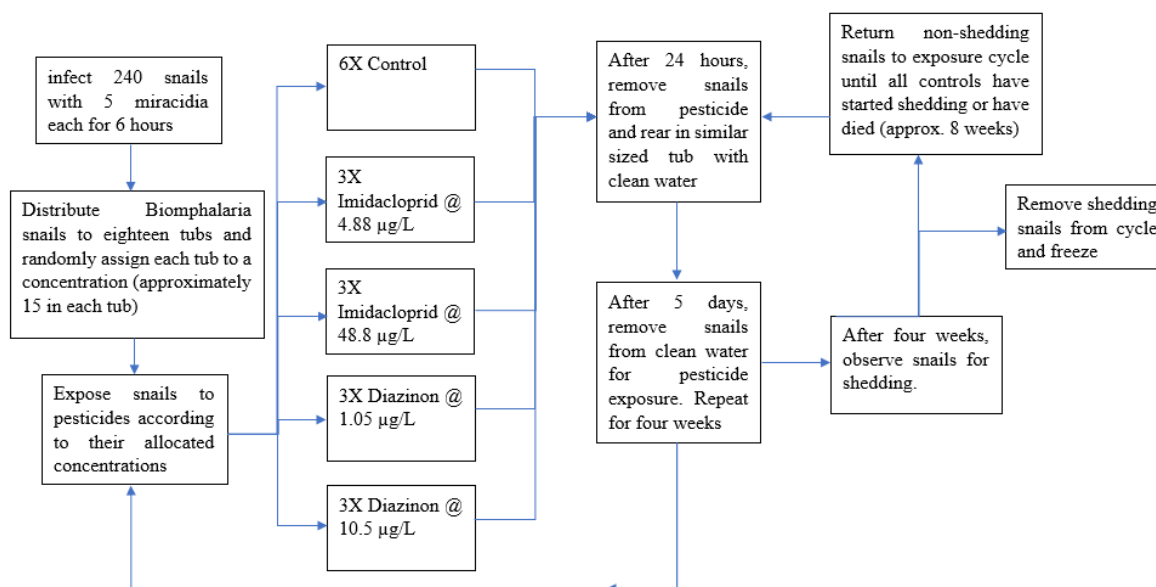 infect 240 snails
with 5 miracidia
each for 6 hours
Distribute Biomphalaria
snails to eighteen tubs and
randomly assign each tub to a
concentration (approximately
15 in each tub)
Expose snails to
pesticides according
to their allocated
concentrations
6X Control
3X
Imidacloprid @
4.88 µg/L
3X
Imidacloprid @
48.8 µg/L
3X Diazinon @
1.05 µg/L
3X Diazinon @
10.5 µg/L
After 24 hours,
remove snails
from pesticide
and rear in similar
sized tub with
clean water
After 5 days,
remove snails
from clean water
for pesticide
exposure. Repeat
for four weeks
Return non-shedding
snails to exposure cycle
until all controls have
started shedding or have
died (approx. 8 weeks)
Remove shedding
snails from cycle
and freeze
After four weeks,
observe snails for
shedding.